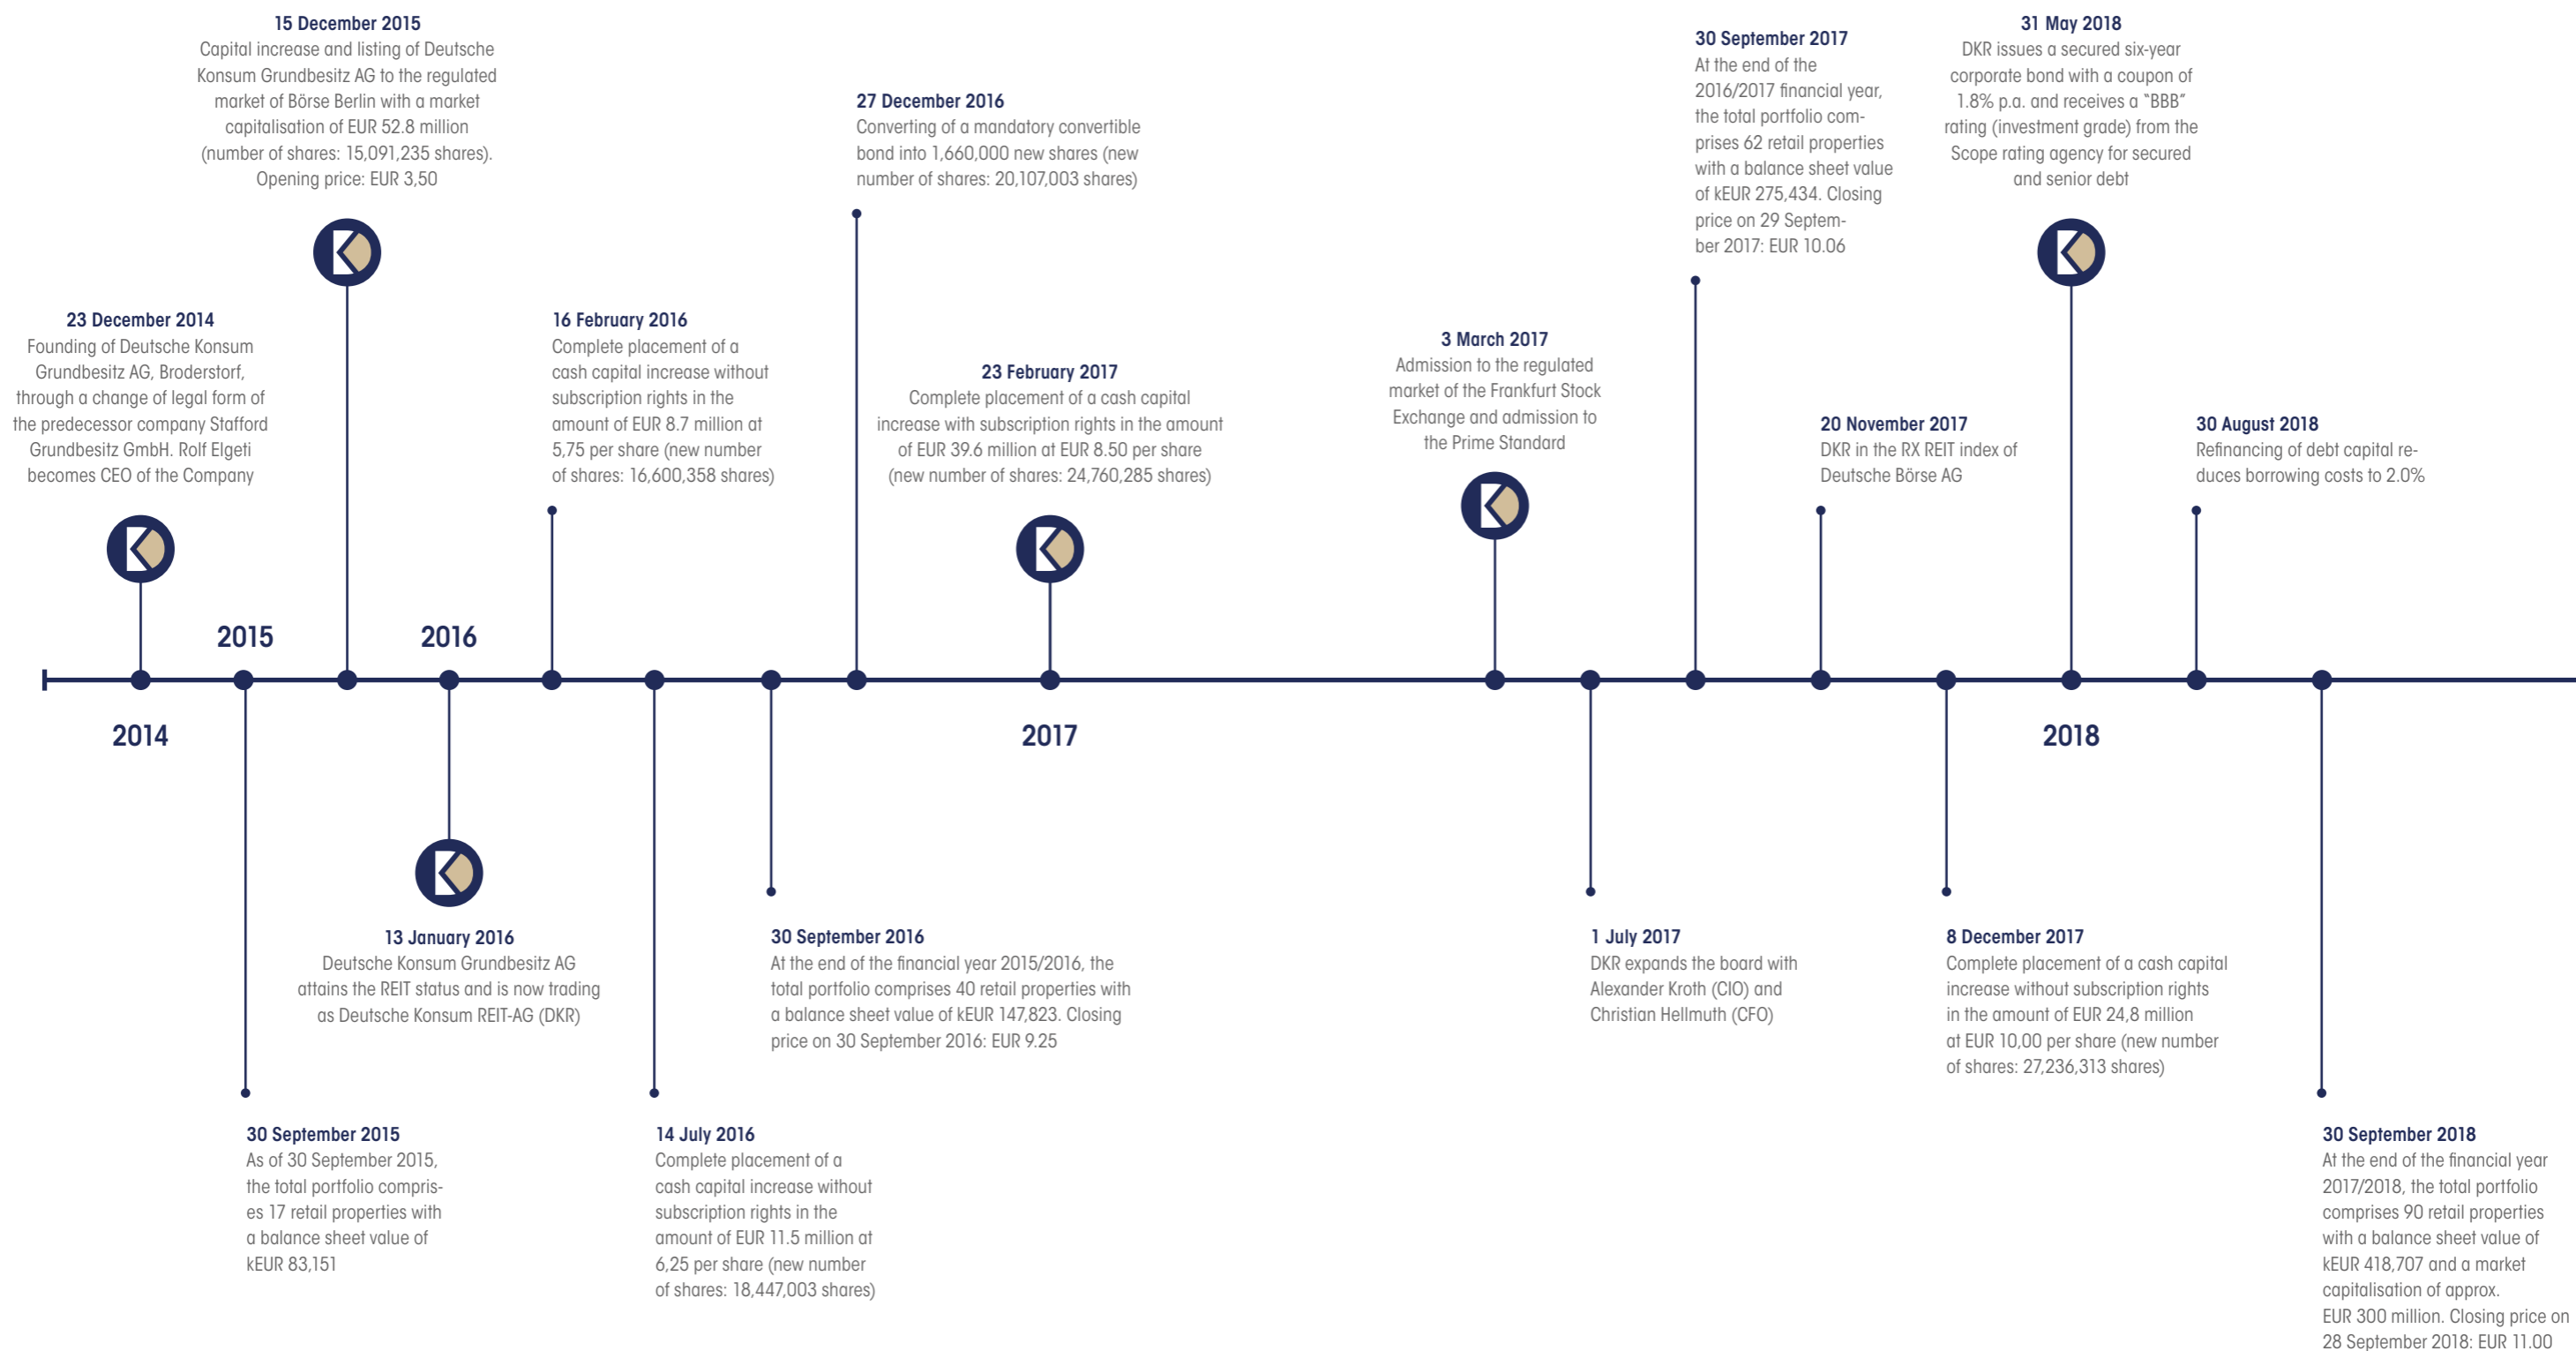 15 December 2015
Capital increase and listing of Deutsche
Konsum Grundbesitz AG to the regulated
market of Börse Berlin with a market
capitalisation of EUR 52.8 million
(number of shares: 15,091,235 shares).
Opening price: EUR 3,50
31 May 2018
DKR issues a secured six-year
corporate bond with a coupon of
1.8% p.a. and receives a “BBB”
rating (investment grade) from the
Scope rating agency for secured
and senior debt
30 September 2017
At the end of the
2016/2017 financial year,
the total portfolio com-
prises 62 retail properties
with a balance sheet value
of kEUR 275,434. Closing
price on 29 Septem-
ber 2017: EUR 10.06
27 December 2016
Converting of a mandatory convertible
bond into 1,660,000 new shares (new
number of shares: 20,107,003 shares)
23 December 2014
Founding of Deutsche Konsum
Grundbesitz AG, Broderstorf,
through a change of legal form of
the predecessor company Stafford
Grundbesitz GmbH. Rolf Elgeti
becomes CEO of the Company
16 February 2016
Complete placement of a
cash capital increase without
subscription rights in the
amount of EUR 8.7 million at
5,75 per share (new number
of shares: 16,600,358 shares)
23 February 2017
Complete placement of a cash capital
increase with subscription rights in the amount
of EUR 39.6 million at EUR 8.50 per share
(new number of shares: 24,760,285 shares)
3 March 2017
Admission to the regulated
market of the Frankfurt Stock
Exchange and admission to
the Prime Standard
20 November 2017
DKR in the RX REIT index of
Deutsche Börse AG
30 August 2018
Refinancing of debt capital re-
duces borrowing costs to 2.0%
2015
2016
2014
2017
2018
13 January 2016
Deutsche Konsum Grundbesitz AG
attains the REIT status and is now trading
as Deutsche Konsum REIT-AG (DKR)
30 September 2016
At the end of the financial year 2015/2016, the
total portfolio comprises 40 retail properties with
a balance sheet value of kEUR 147,823. Closing
price on 30 September 2016: EUR 9.25
1 July 2017
DKR expands the board with
Alexander Kroth (CIO) and
Christian Hellmuth (CFO)
8 December 2017
Complete placement of a cash capital
increase without subscription rights
in the amount of EUR 24,8 million
at EUR 10,00 per share (new number
of shares: 27,236,313 shares)
30 September 2015
As of 30 September 2015,
the total portfolio compris-
es 17 retail properties with
a balance sheet value of
kEUR 83,151
14 July 2016
Complete placement of a
cash capital increase without
subscription rights in the
amount of EUR 11.5 million at
6,25 per share (new number
of shares: 18,447,003 shares)
30 September 2018
At the end of the financial year
2017/2018, the total portfolio
comprises 90 retail properties
with a balance sheet value of
kEUR 418,707 and a market
capitalisation of approx.
EUR 300 million. Closing price on
28 September 2018: EUR 11.00